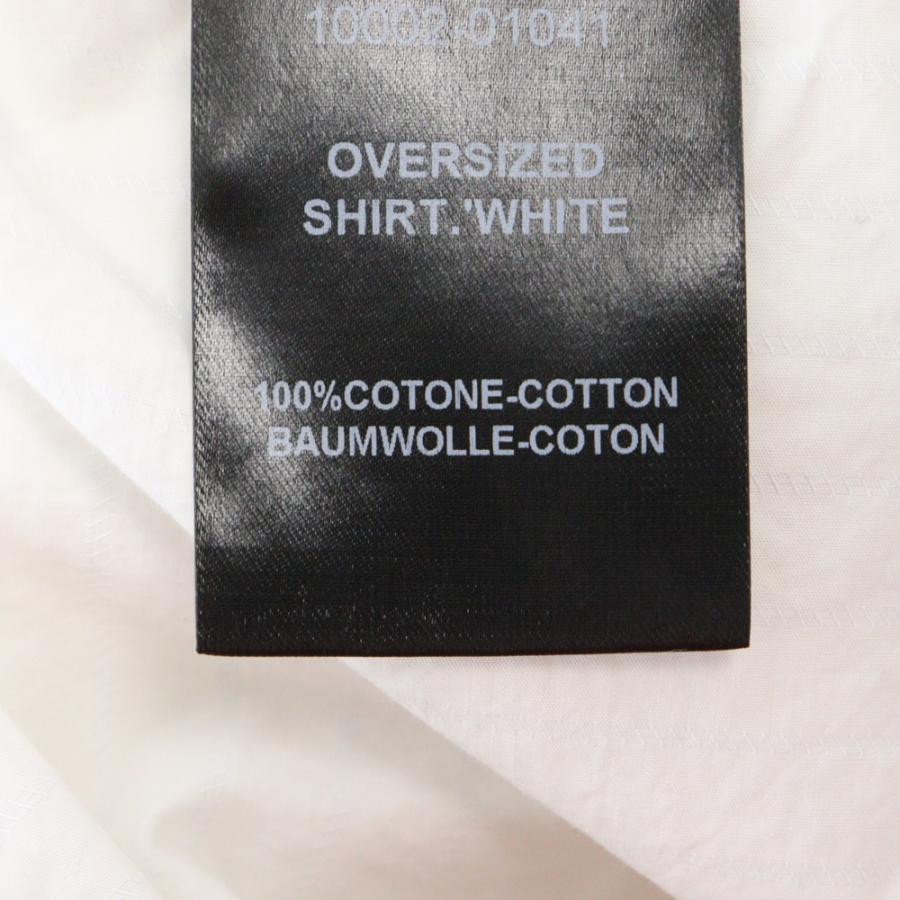 10002-01041
OVERSIZED
SHIRT.'WHITE
100%COTONE-COTTON
BAUMWOLLE-COTON